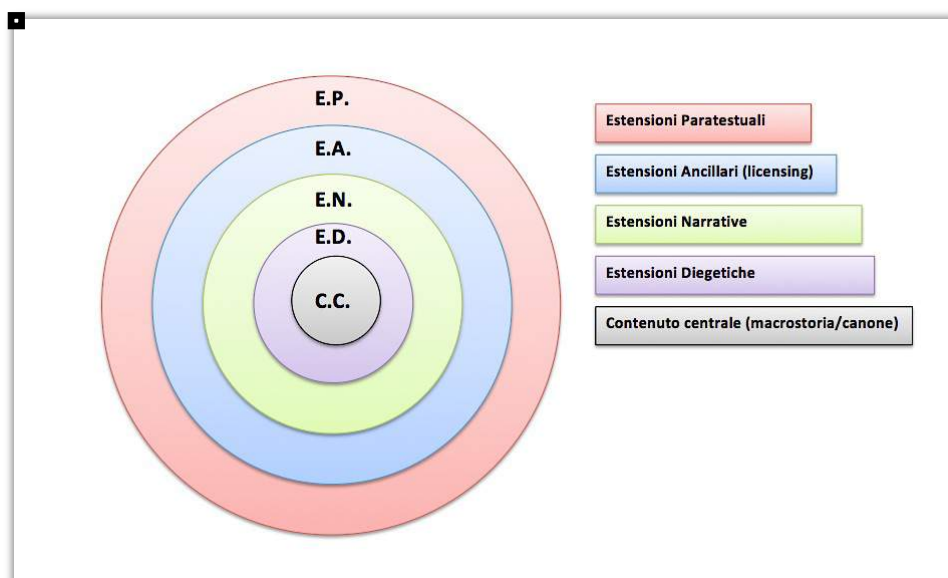 E.P.
E.A.
E.N.
E.D.
C.C.
Estensioni Paratestuali
Estensioni Ancillari (licensing)
Estensioni Narrative
Estensioni Diegetiche
Contenuto centrale (macrostoria/canone)